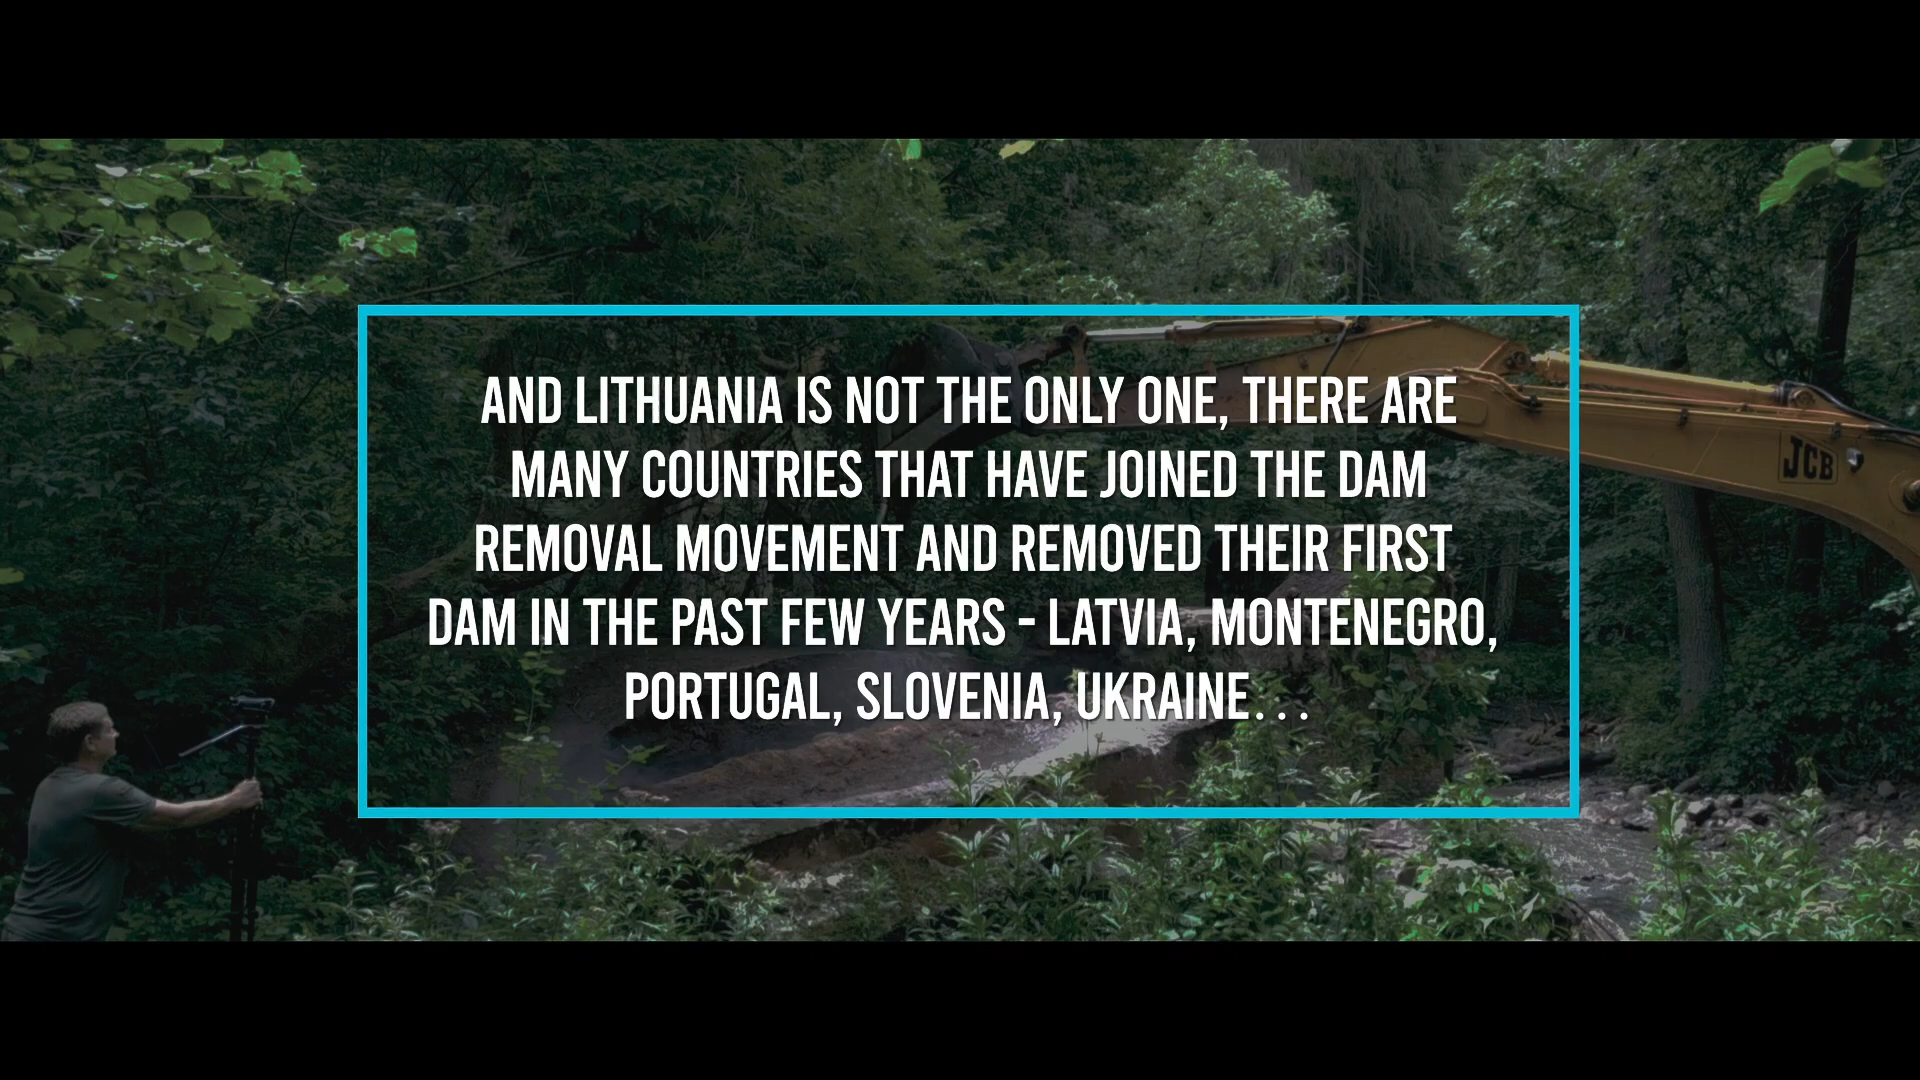 AND LITHUANIA IS NOT THE ONLY ONE, THERE ARE
MANY COUNTRIES THAT HAVE JOINED THE DAM
REMOVAL MOVEMENT AND REMOVED THEIR FIRST
DAM IN THE PAST FEW YEARS - LATVIA, MONTENEGRO,
PORTUGAL, SLOVENIA, UKRAINE...
JCB